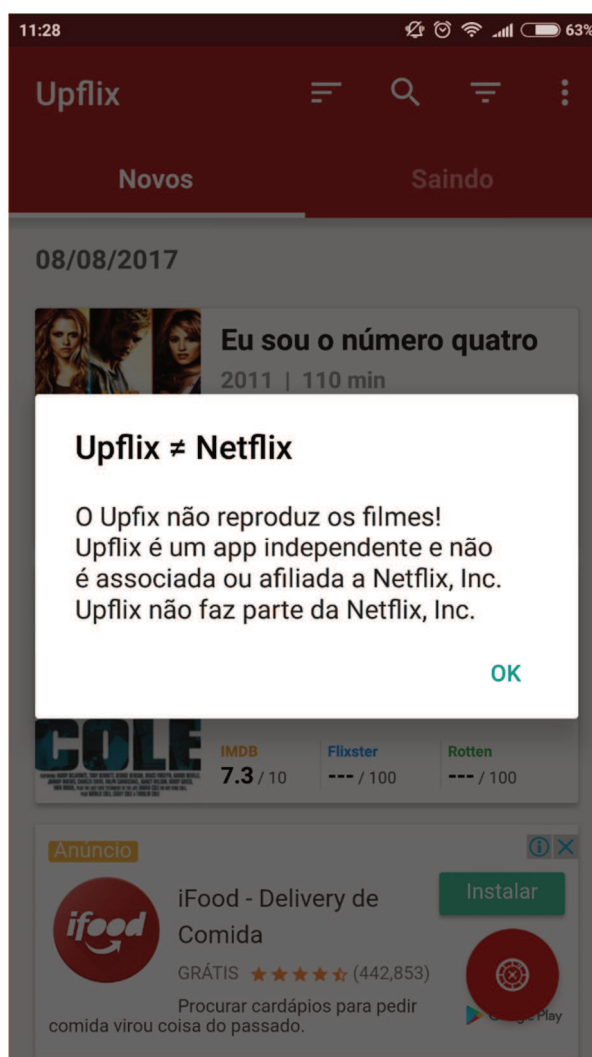 11:28
63%
Upflix
Novos
Saindo
08/08/2017
Eu sou o número quatro
2011 | 110 min
Upflix ≠ Netflix
O Upfix não reproduz os filmes!
Upflix é um app independente e não
é associada ou afiliada a Netflix, Inc.
Upflix não faz parte da Netflix, Inc.
OK
COLE
IMDB
Flixster
Rotten
7.3 / 10
--- / 100
--- / 100
Anúncio
ifood
iFood - Delivery de
Comida
Instalar
GRÁTIS
(442,853)
Procurar cardápios para pedir
comida virou coisa do passado.
Play